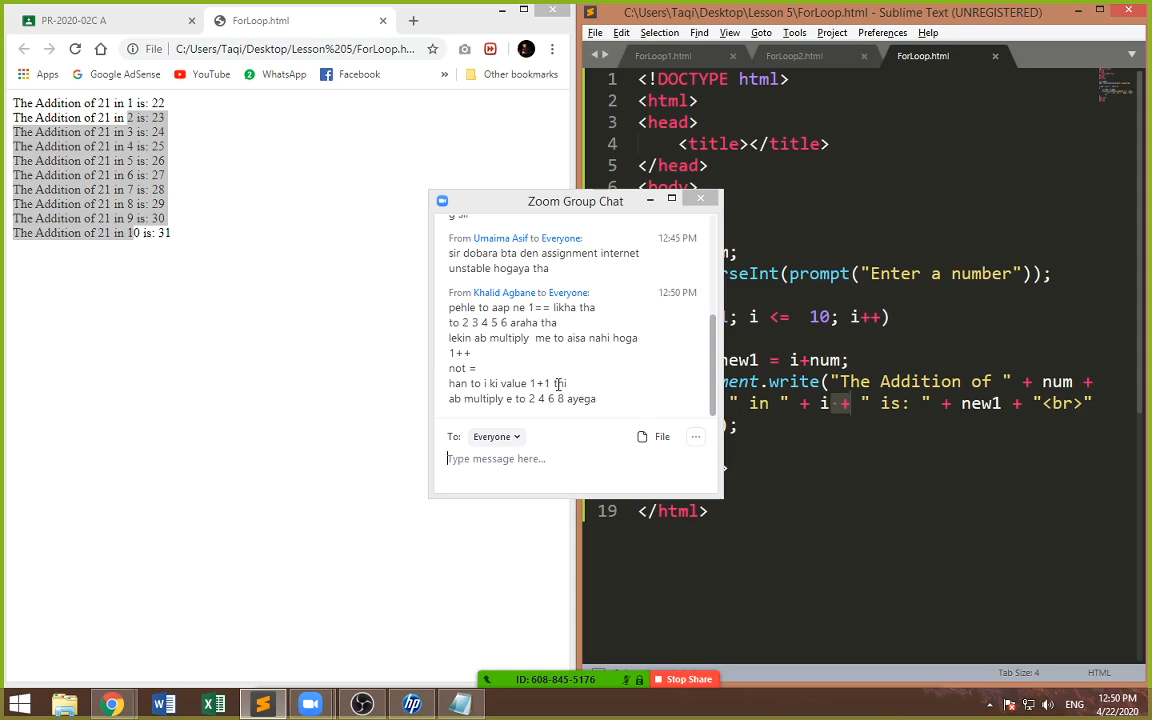 PR-2020-02C A
ForLoop.html
File C:/Users/Taqi/Desktop/Lesson%205/ForLoop.h...
Apps Google AdSense YouTube 2 WhatsApp Facebook » Other bookmarks
The Addition of 21 in 1 is: 22
The Addition of 21 in 2 is: 23
The Addition of 21 in 3 is: 24
The Addition of 21 in 4 is: 25
The Addition of 21 in 5 is: 26
The Addition of 21 in 6 is: 27
The Addition of 21 in 7 is: 28
The Addition of 21 in 8 is: 29
The Addition of 21 in 9 is: 30
The Addition of 21 in 10 is: 31
C:\Users\Taqi\Desktop\Lesson 5\ForLoop.html - Sublime Text (UNREGISTERED)
File Edit Selection Find View Goto Tools Project Preferences Help
ForLoop1.html ForLoop2.html ForLoop.html
1 <!DOCTYPE html>
2 <html>
3 <head>
4 <title></title>
5 </head>
6 <body>
m;
rseInt(prompt("Enter a number"));
1; i <= 10; i++)
new1 = i+num;
ment.write("The Addition of " + num +
" in " + i + " is: " + new1 + "<br>"
);
>
19 </html>
Tab Size: 4 HTML
Zoom Group Chat
g sir
From Umaima Asif to Everyone: 12:45 PM
sir dobara bta den assignment internet
unstable hogaya tha
From Khalid Agbane to Everyone: 12:50 PM
pehle to aap ne 1== likha tha
to 2 3 4 5 6 araha tha
lekin ab multiply me to aisa nahi hoga
1++
not =
han to i ki value 1+1 thi
ab multiply e to 2 4 6 8 ayega
To: Everyone File ...
Type message here...
ID: 608-845-5176 Stop Share
ENG 12:50 PM
4/22/2020